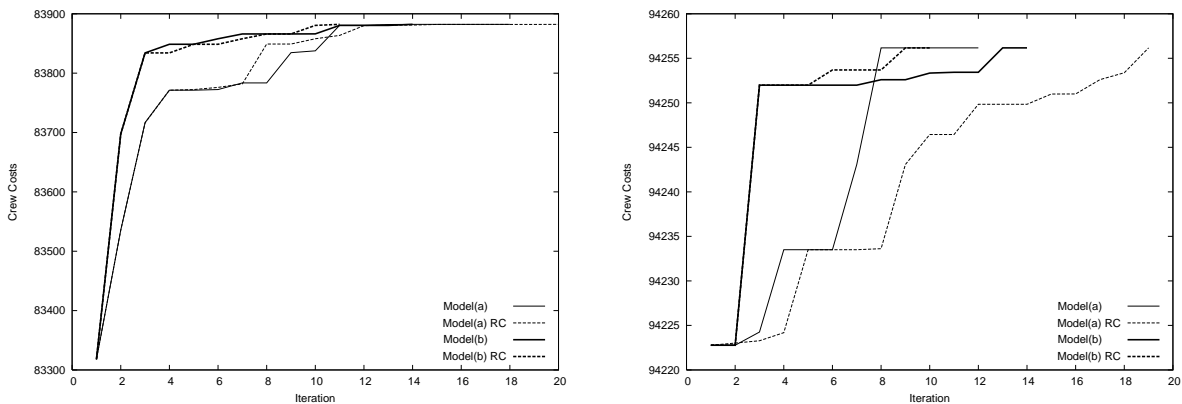 83900
83800
83700
83600
83500
83400
83300
Crew Costs
0 2 4 6 8 10 12 14 16 18 20
Iteration
Model(a)
Model(a) RC
Model(b)
Model(b) RC
94260
94255
94250
94245
94240
94235
94230
94225
94220
Crew Costs
0 2 4 6 8 10 12 14 16 18 20
Iteration
Model(a)
Model(a) RC
Model(b)
Model(b) RC